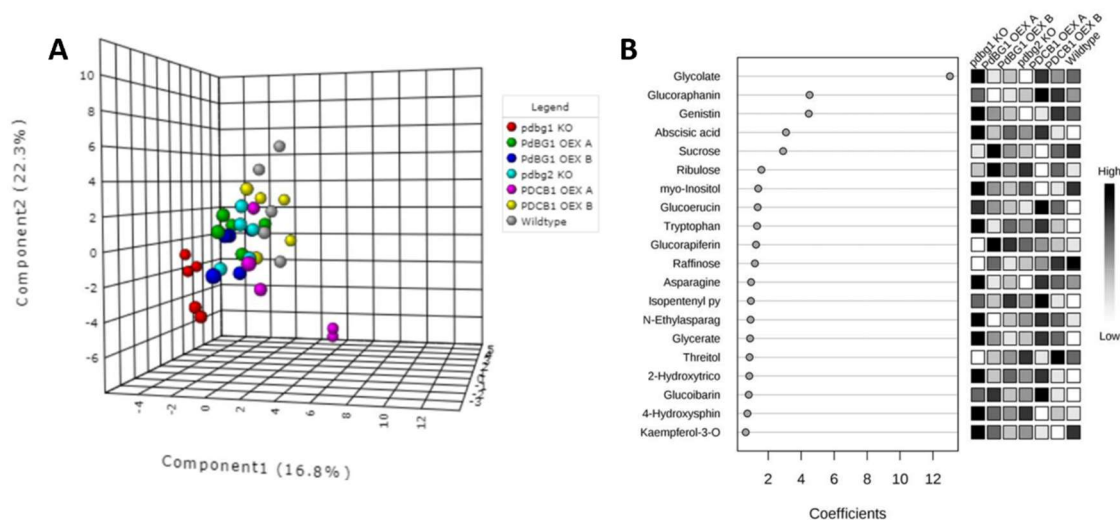 A
Component2 (22.3%)
10
8
6
4
2
0
-2
-4
-6
-4
-2
0
2
4
6
8
10
12
Component1 (16.8%)
Legend
pdbg1 KO
PdBG1 OEX A
PdBG1 OEX B
pdbg2 KO
PDCB1 OEX A
PDCB1 OEX B
Wildtype
B
pdbg1 KO
PdBG1 OEX A
PdBG1 OEX B
pdbg2 KO
PDCB1 OEX A
PDCB1 OEX B
Wildtype
Glycolate
Glucoraphanin
Genistin
Abscisic acid
Sucrose
Ribulose
myo-Inositol
Glucoerucin
Tryptophan
Glucorapiferin
Raffinose
Asparagine
Isopentenyl py
N-Ethylasparag
Glycerate
Threitol
2-Hydroxytrico
Glucoibarin
4-Hydroxysphin
Kaempferol-3-O
2
4
6
8
10
12
Coefficients
High
Low